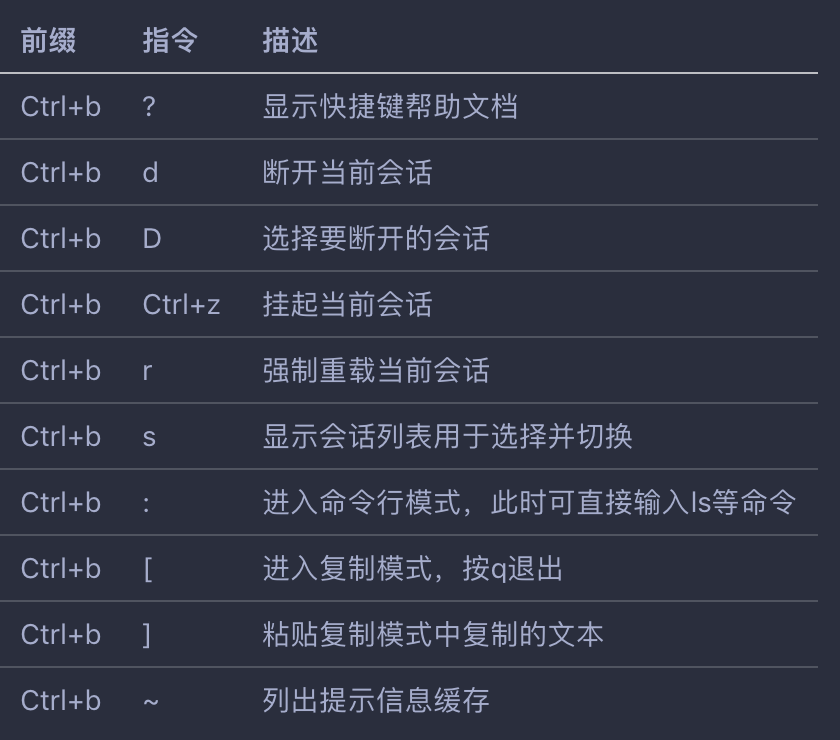 前缀 指令 描述
Ctrl+b ? 显示快捷键帮助文档
Ctrl+b d 断开当前会话
Ctrl+b D 选择要断开的会话
Ctrl+b Ctrl+z 挂起当前会话
Ctrl+b r 强制重载当前会话
Ctrl+b s 显示会话列表用于选择并切换
Ctrl+b : 进入命令行模式，此时可直接输入ls等命令
Ctrl+b [ 进入复制模式，按q退出
Ctrl+b ] 粘贴复制模式中复制的文本
Ctrl+b ~ 列出提示信息缓存